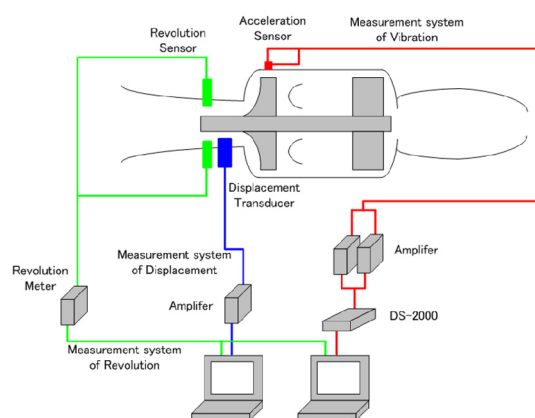 Acceleration
Sensor
Measurement system
of Vibration
Revolution
Sensor
Displacement
Transducer
Measurement system
of Displacement
Revolution
Meter
Amplifer
Amplifer
DS-2000
Measurement system
of Revolution